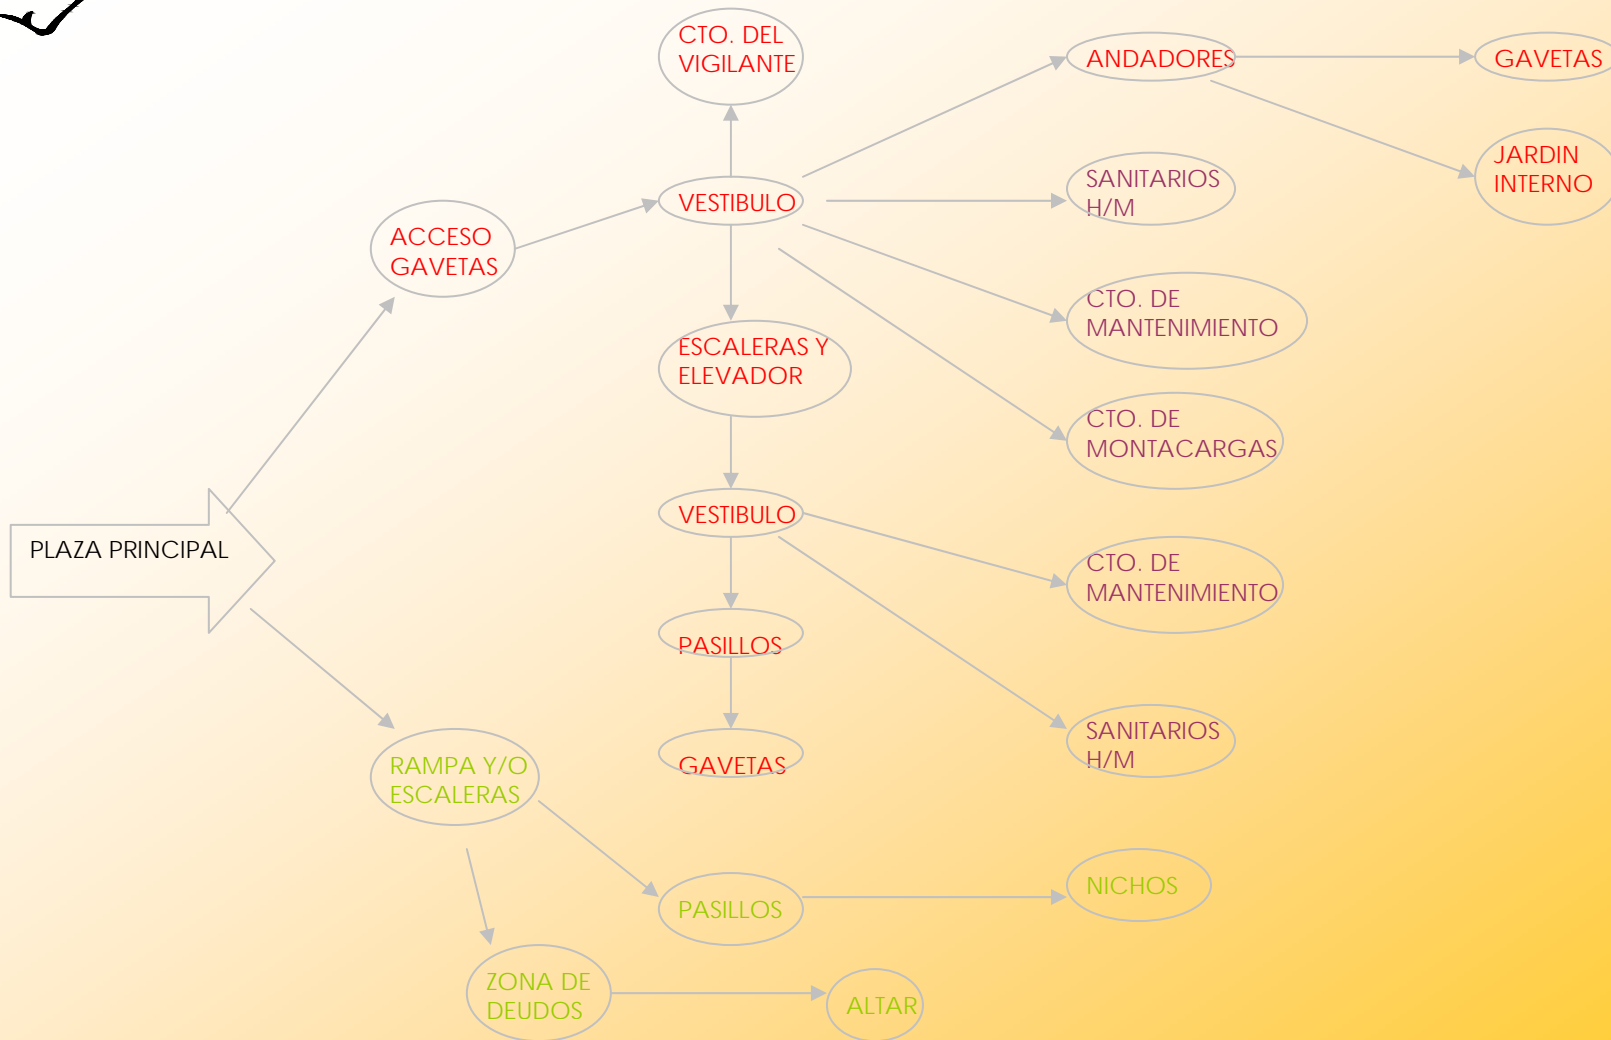 CTO. DEL
VIGILANTE
ANDADORES
GAVETAS
JARDIN
INTERNO
SANITARIOS
H/M
VESTIBULO
ACCESO
GAVETAS
CTO. DE
MANTENIMIENTO
ESCALERAS Y
ELEVADOR
CTO. DE
MONTACARGAS
VESTIBULO
PLAZA PRINCIPAL
CTO. DE
MANTENIMIENTO
PASILLOS
SANITARIOS
H/M
GAVETAS
RAMPA Y/O
ESCALERAS
NICHOS
PASILLOS
ZONA DE
DEUDOS
ALTAR